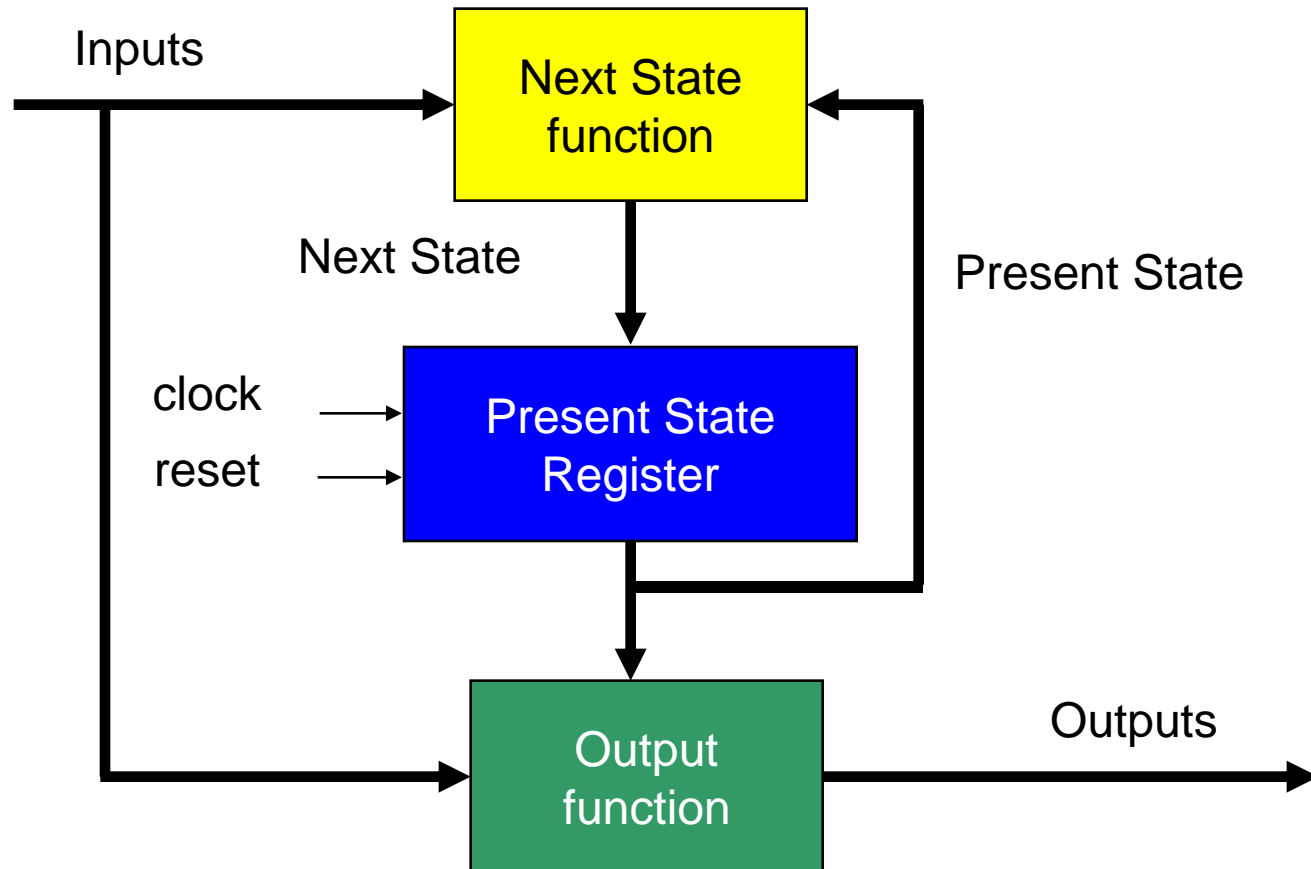 Inputs
Next State
function
Next State
Present State
clock
reset
Present State
Register
Outputs
Output
function